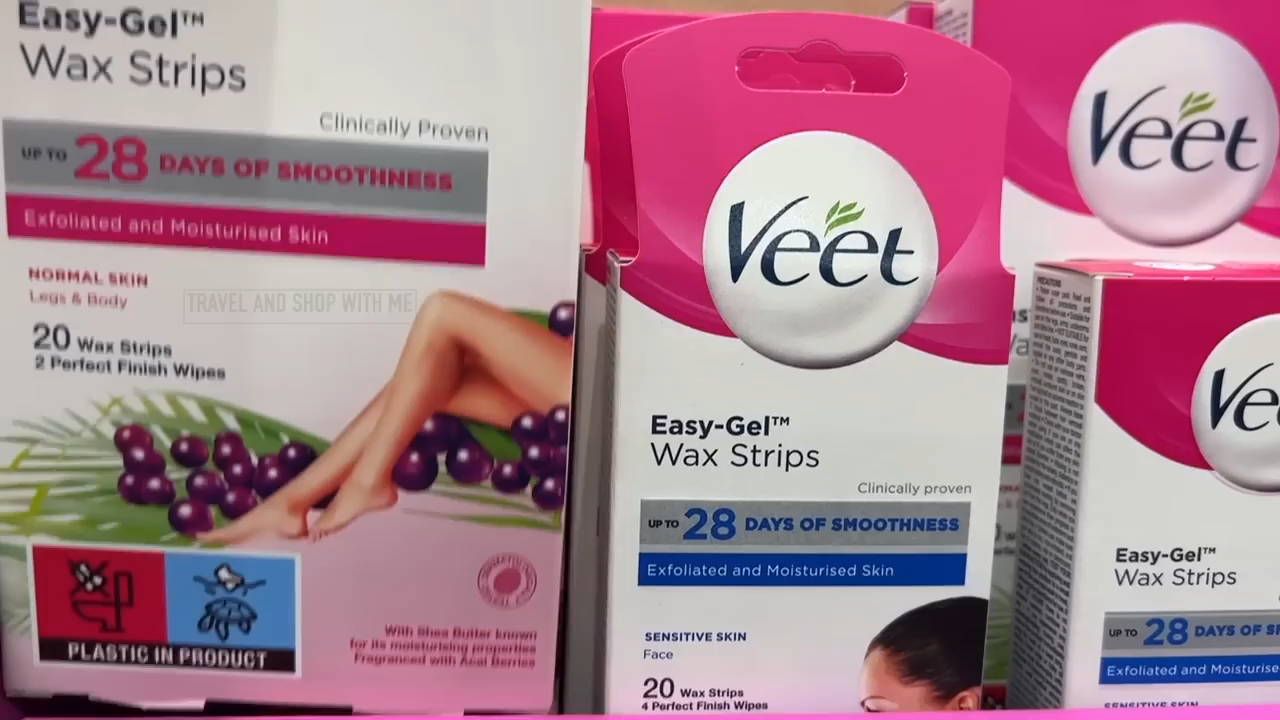 Easy-Gel™
Wax Strips
Clinically Proven
UP TO 28 DAYS OF SMOOTHNESS
Exfoliated and Moisturised Skin
NORMAL SKIN
Legs & Body
TRAVEL AND SHOP WITH ME
20 Wax Strips
2 Perfect Finish Wipes
PLASTIC IN PRODUCT
With Shea Butter known
for its moisturising properties
Fragranced with Acai Berries
Veet
Easy-Gel™
Wax Strips
Clinically proven
UP TO 28 DAYS OF SMOOTHNESS
Exfoliated and Moisturised Skin
SENSITIVE SKIN
Face
20 Wax Strips
4 Perfect Finish Wipes
Veet
PRECAUTIONS
Ve
Easy-Gel™
Wax Strips
UP TO 28 DAYS OF S
Exfoliated and Moisturise
SENSITIVE SKIN